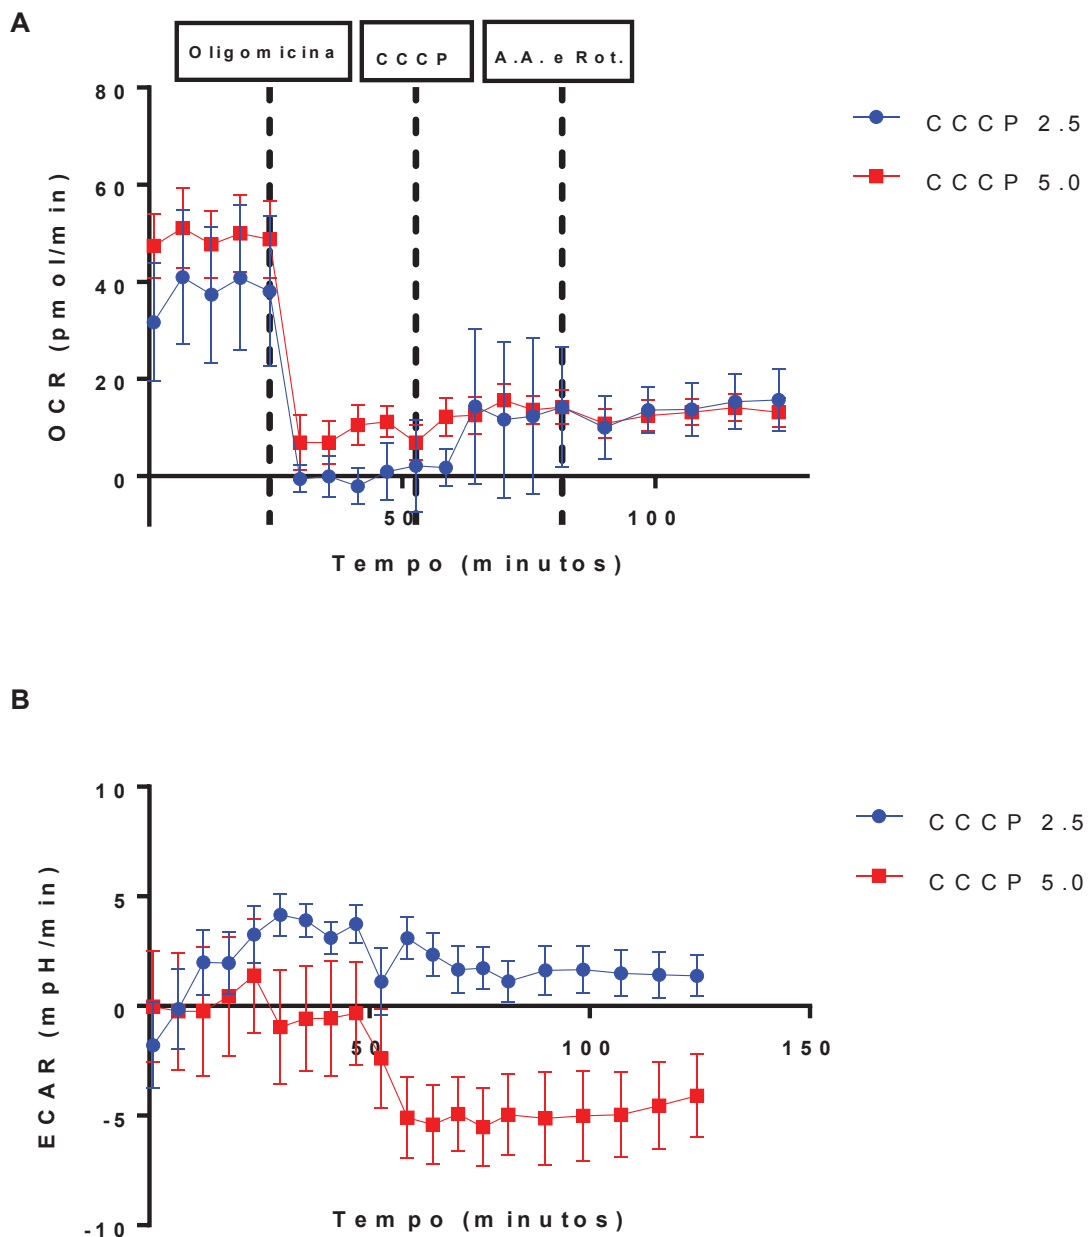 A
Oligomicina
CCCP
A.A. e Rot.
80
60
40
20
0
50
100
OCR (pmol/min)
Tempo (minutos)
CCCP 2.5
CCCP 5.0
B
10
5
0
-5
-10
50
100
150
ECAR (mpH/min)
Tempo (minutos)
CCCP 2.5
CCCP 5.0